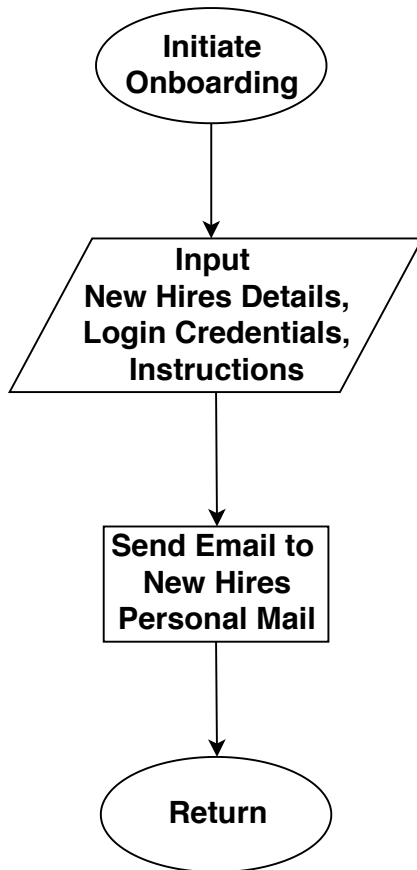 Initiate
Onboarding
Input
New Hires Details,
Login Credentials,
Instructions
Send Email to
New Hires
Personal Mail
Return